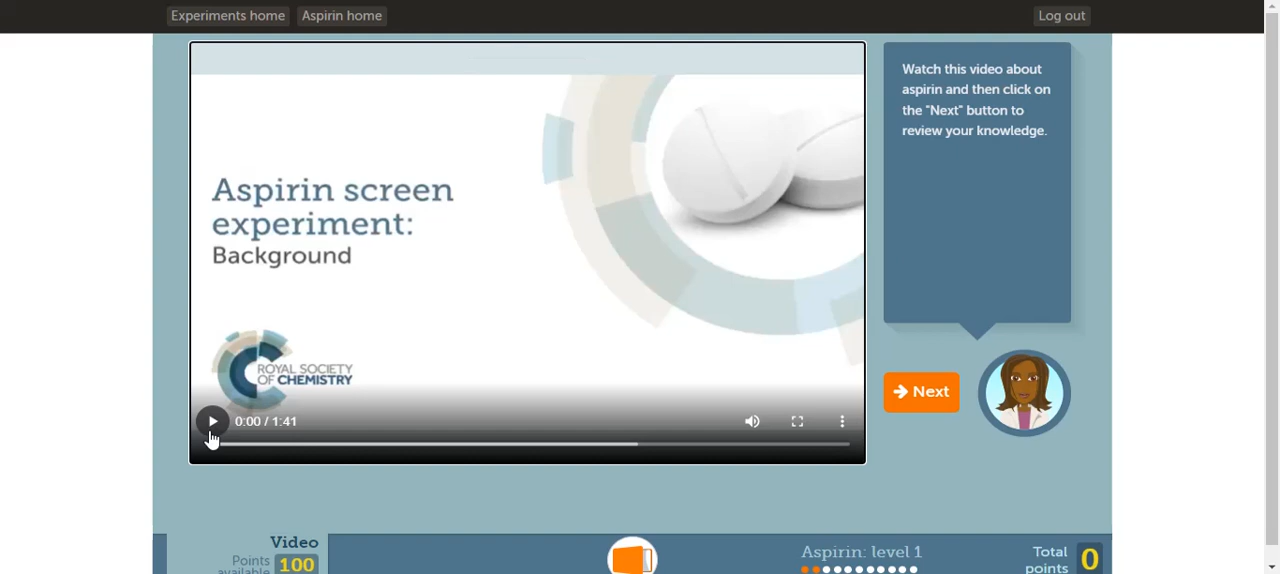 Experiments home
Aspirin home
Log out
Aspirin screen
experiment:
Background
ROYAL SOCIETY
OF CHEMISTRY
0:00 / 1:41
Watch this video about
aspirin and then click on
the "Next" button to
review your knowledge.
Next
Video
Points
available
100
Aspirin: level 1
Total
points
0